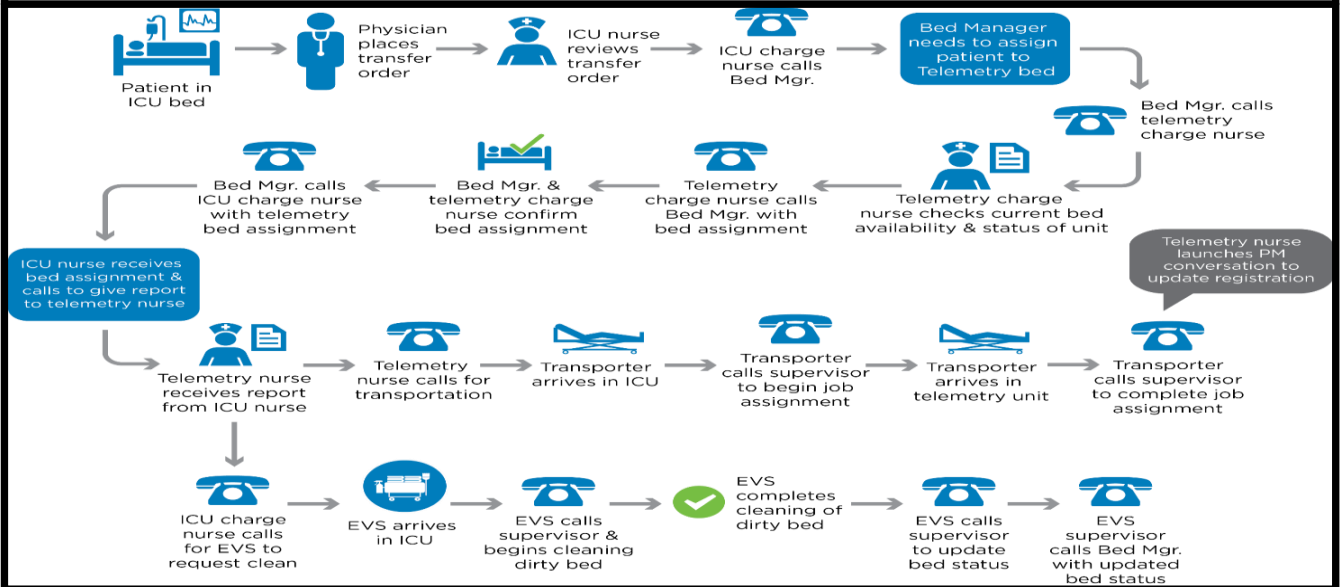 Patient in
ICU bed
Physician
places
transfer
order
ICU nurse
reviews
transfer
order
ICU charge
nurse calls
Bed Mgr.
Bed Manager
needs to assign
patient to
Telemetry bed
Bed Mgr. calls
telemetry
charge nurse
Telemetry charge
nurse checks current bed
availability & status of unit
Telemetry
charge nurse calls
Bed Mgr. with
bed assignment
Bed Mgr. &
telemetry charge
nurse confirm
bed assignment
Bed Mgr. calls
ICU charge nurse
with telemetry
bed assignment
ICU nurse receives
bed assignment &
calls to give report
to telemetry nurse
Telemetry nurse
receives report
from ICU nurse
Telemetry
nurse calls for
transportation
Transporter
arrives in ICU
Transporter
calls supervisor
to begin job
assignment
Transporter
arrives in
telemetry unit
Transporter
calls supervisor
to complete job
assignment
Telemetry nurse
launches PM
conversation to
update registration
ICU charge
nurse calls
for EVS to
request clean
EVS arrives
in ICU
EVS calls
supervisor &
begins cleaning
dirty bed
EVS
completes
cleaning of
dirty bed
EVS calls
supervisor
to update
bed status
EVS
supervisor
calls Bed Mgr.
with updated
bed status